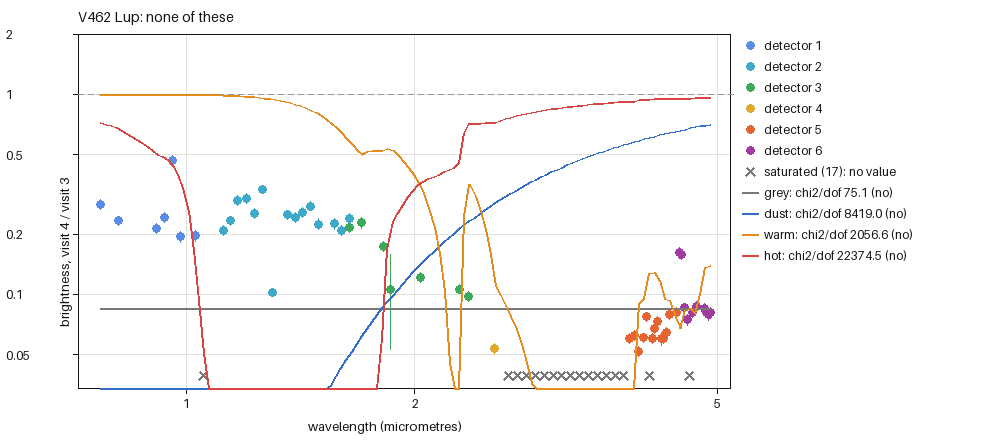 V462 Lup: none of these
2
1
0.5
0.2
0.1
0.05
brightness, visit 4 / visit 3
1
2
5
wavelength (micrometres)
detector 1
detector 2
detector 3
detector 4
detector 5
detector 6
saturated (17): no value
grey: chi2/dof 75.1 (no)
dust: chi2/dof 8419.0 (no)
warm: chi2/dof 2056.6 (no)
hot: chi2/dof 22374.5 (no)